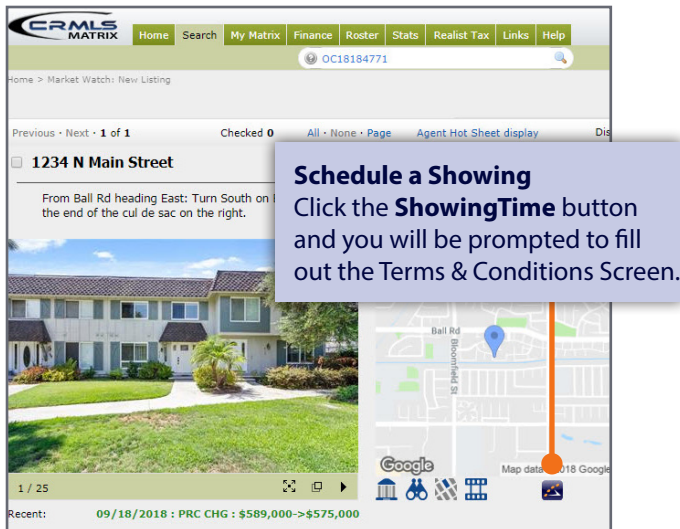 CRMLS
MATRIX
Home Search My Matrix Finance Roster Stats Realist Tax Links Help
OC18184771
Home > Market Watch: New Listing
Previous · Next · 1 of 1 Checked 0 All · None · Page Agent Hot Sheet display Dis
1234 N Main Street
From Ball Rd heading East: Turn South on
the end of the cul de sac on the right.
Schedule a Showing
Click the ShowingTime button
and you will be prompted to fill
out the Terms & Conditions Screen.
Ball Rd
Bloomfield St
Google
Map data 2018 Google
1 / 25
Recent: 09/18/2018 : PRC CHG : $589,000->$575,000